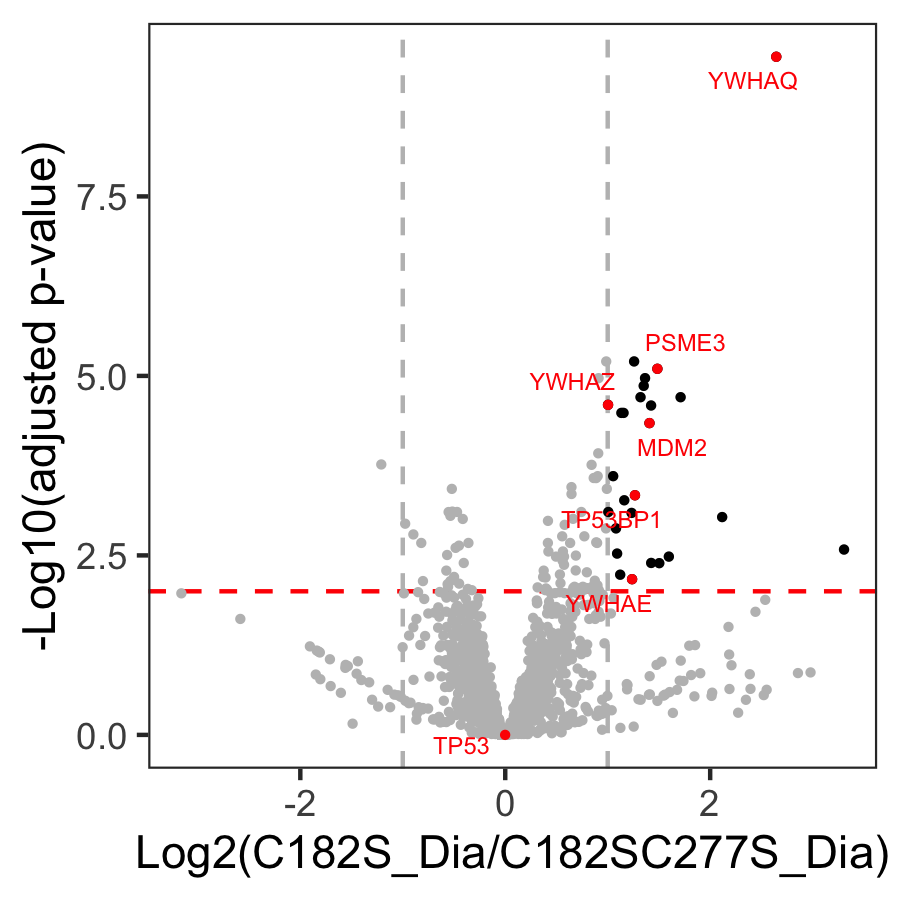 YWHAQ
7.5
PSME3
5.0
YWHAZ
MDM2
TP53BP1
2.5
YWHAE
0.0
TP53
-2
0
2
-Log10(adjusted p-value)
Log2(C182S_Dia/C182SC277S_Dia)